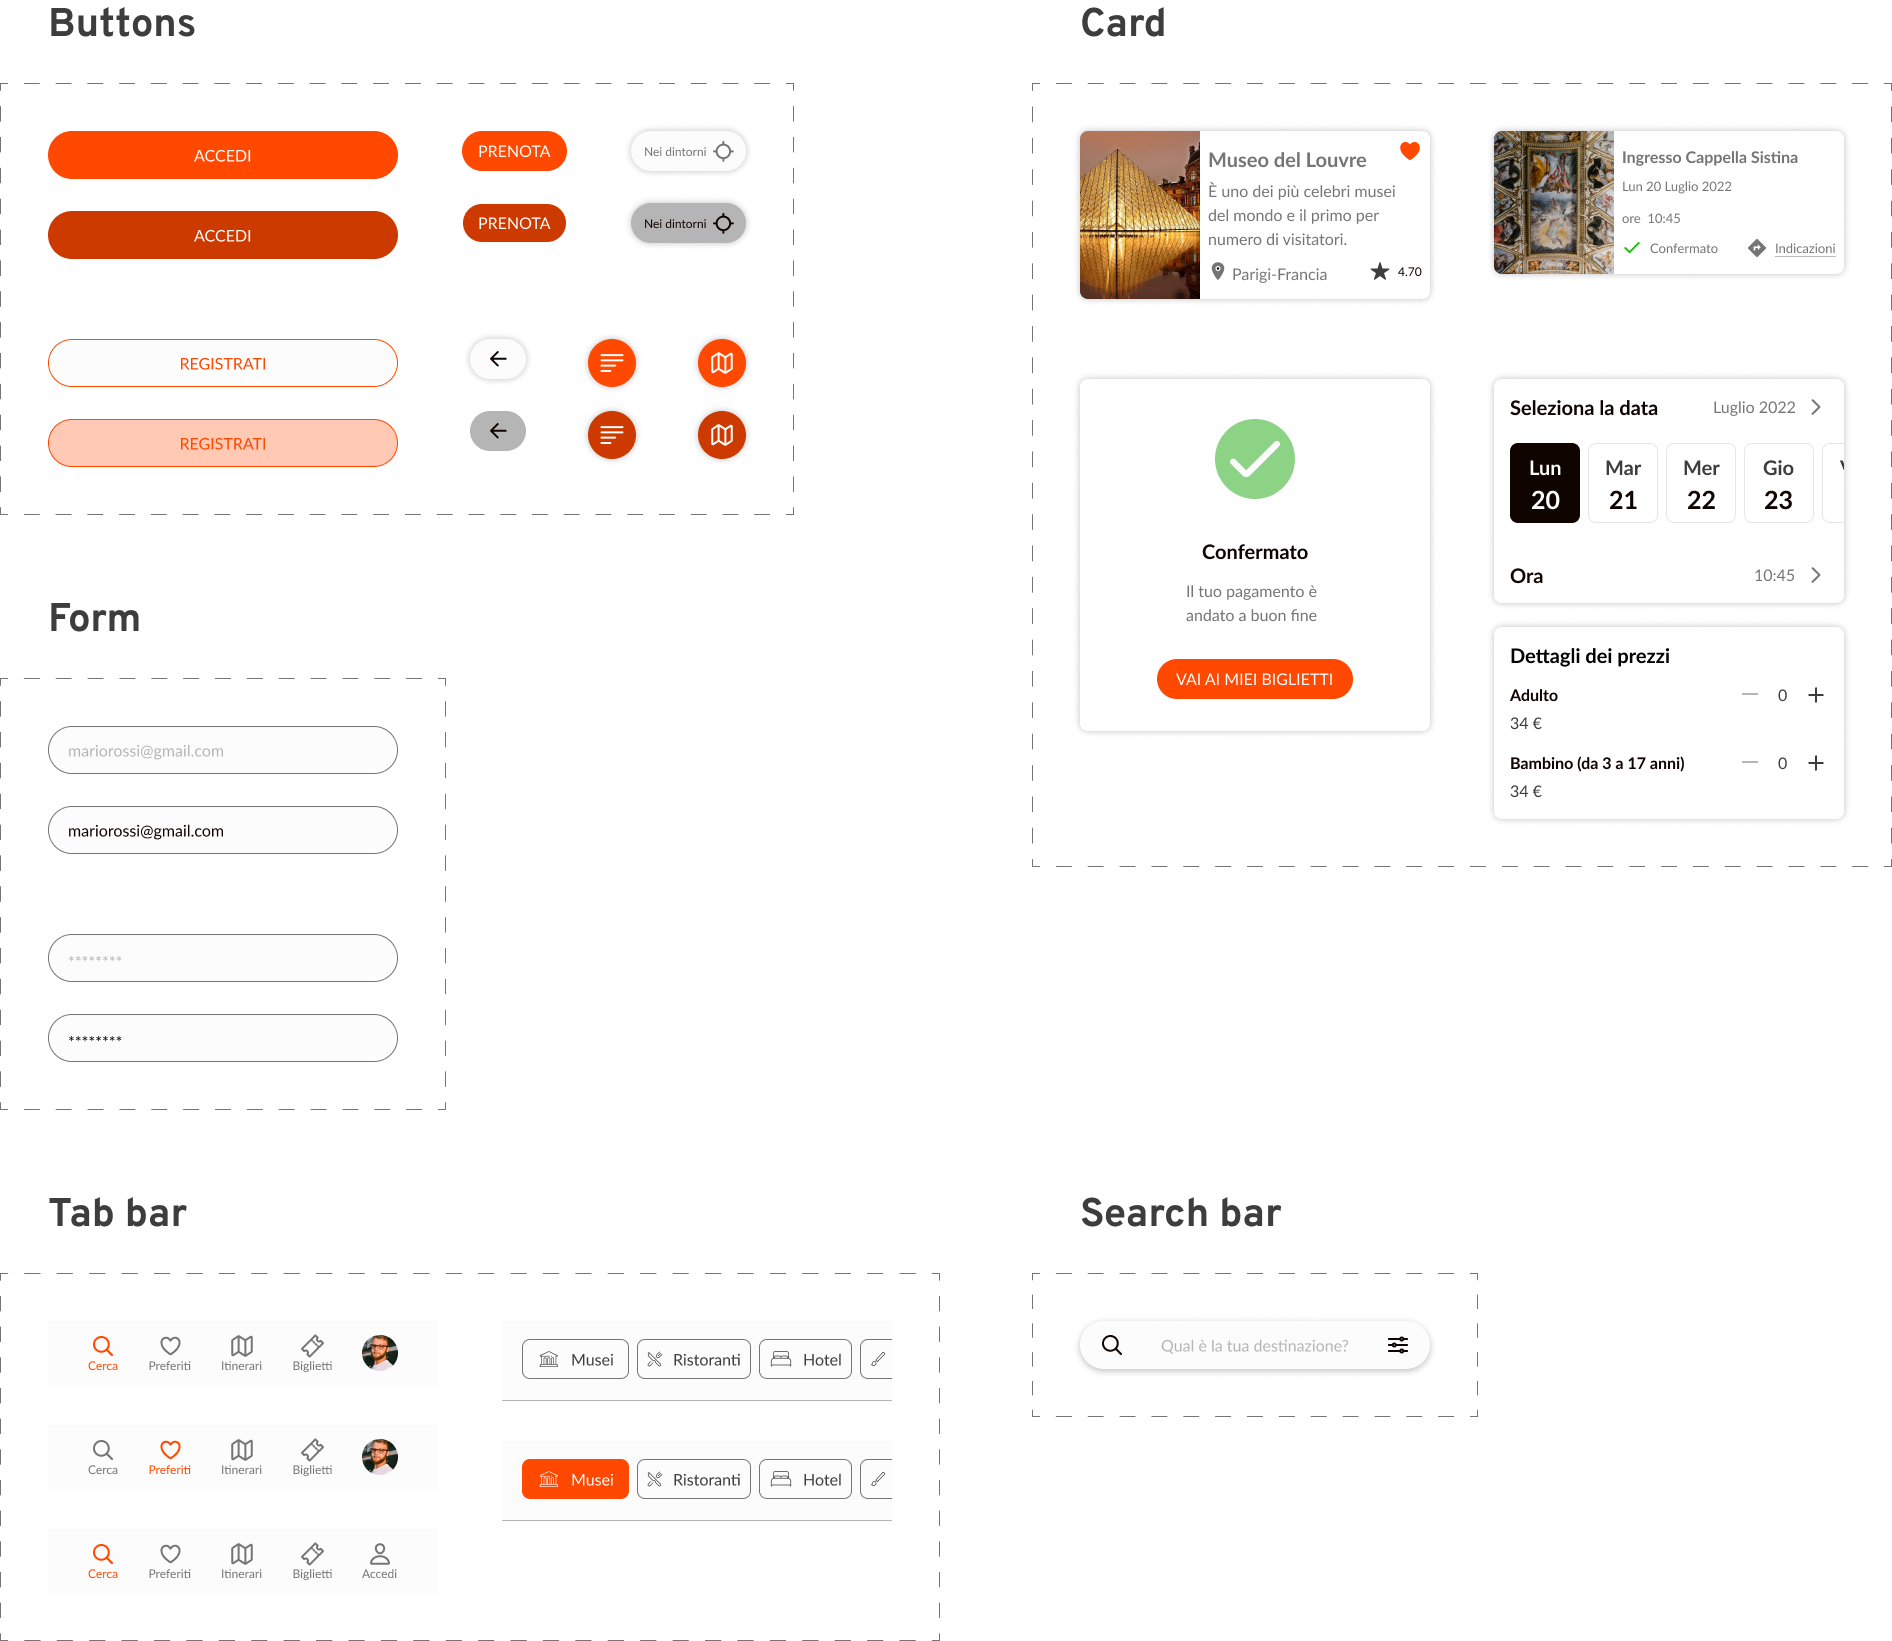 Buttons
ACCEDI
PRENOTA
Nei dintorni
ACCEDI
PRENOTA
Nei dintorni
REGISTRATI
REGISTRATI
Card
Museo del Louvre
È uno dei più celebri musei
del mondo e il primo per
numero di visitatori.
Parigi-Francia
4.70
Ingresso Cappella Sistina
Lun 20 Luglio 2022
ore 10:45
Confermato
Indicazioni
Confermato
Il tuo pagamento è
andato a buon fine
VAI AI MIEI BIGLIETTI
Seleziona la data
Luglio 2022
Lun Mar Mer Gio
20 21 22 23
Ora
10:45
Dettagli dei prezzi
Adult​o
0
34 €
Bambino (da 3 a 17 anni)
0
34 €
Form
mariorossi@gmail.com
mariorossi@gmail.com
********
********
Tab bar
Cerca Preferiti Itinerari Biglietti
Cerca Preferiti Itinerari Biglietti
Cerca Preferiti Itinerari Biglietti Accedi
Musei Ristoranti Hotel
Musei Ristoranti Hotel
Search bar
Qual è la tua destinazione?